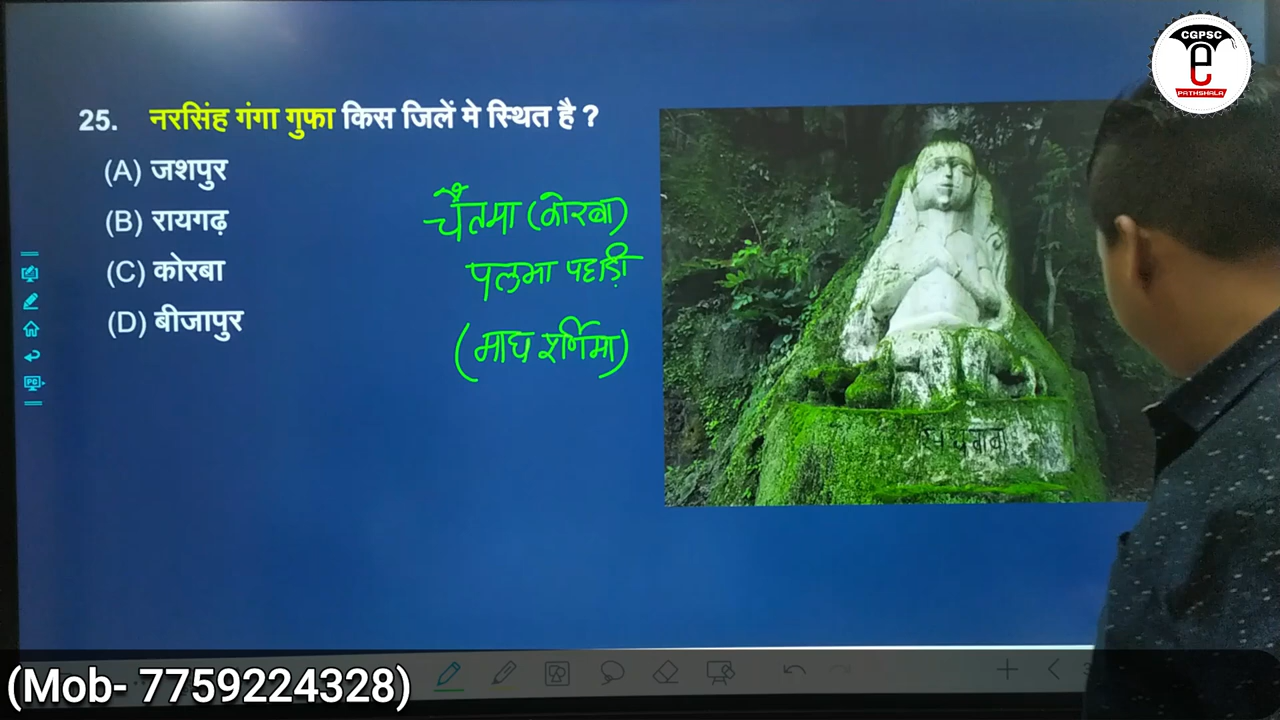 CGPSC
e
PATHSHALA
25. नरसिंह गंगा गुफा किस जिलें मे स्थित है ?
(A) जशपुर
(B) रायगढ़
(C) कोरबा
(D) बीजापुर
चैतमा (कोरबा)
पलमा पहाड़ी
(माघ पूर्णिमा)
बाबा
(Mob- 7759224328)